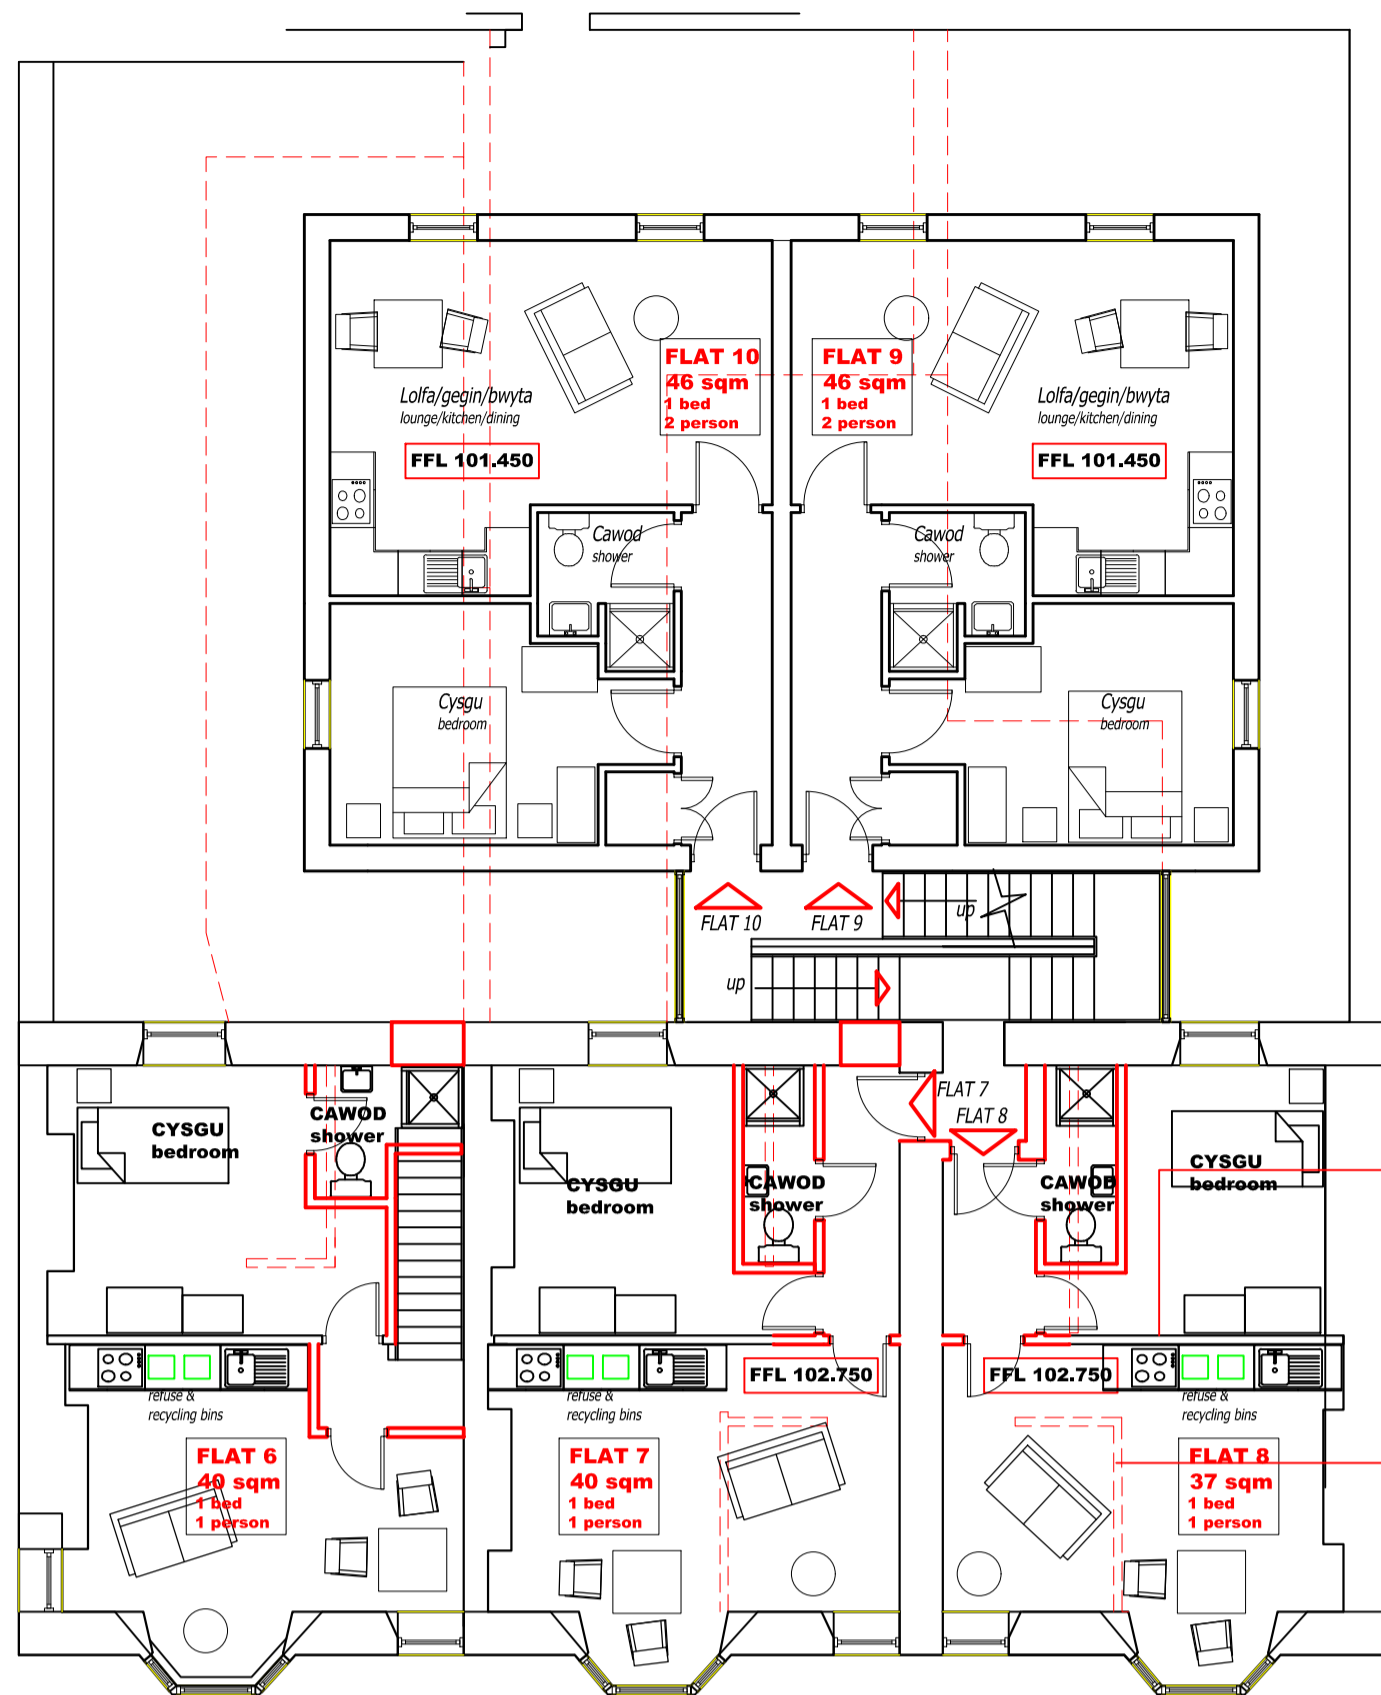 FLAT 10
46 sqm
1 bed
2 person
FLAT 9
46 sqm
1 bed
2 person
Lolfa/gegin/bwyta
lounge/kitchen/dining
FFL 101.450
Lolfa/gegin/bwyta
lounge/kitchen/dining
FFL 101.450
Cawod
shower
Cawod
shower
Cysgu
bedroom
Cysgu
bedroom
FLAT 10
FLAT 9
up
up
FLAT 7
FLAT 8
CYSGU
bedroom
CAWOD
shower
CYSGU
bedroom
CAWOD
shower
CAWOD
shower
CYSGU
bedroom
FFL 102.750
FFL 102.750
refuse &
recycling bins
refuse &
recycling bins
refuse &
recycling bins
FLAT 6
40 sqm
1 bed
1 person
FLAT 7
40 sqm
1 bed
1 person
FLAT 8
37 sqm
1 bed
1 person